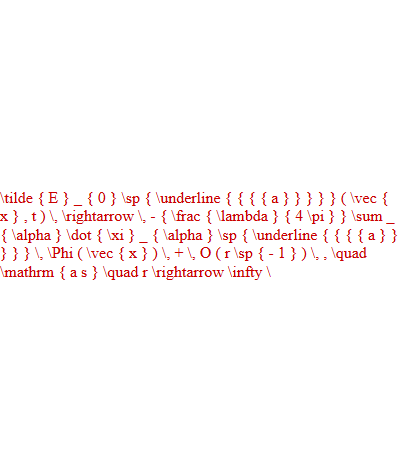 \tilde { E } _ { 0 } \sp { \underline { { { { { a } } } } } } ( \vec {
x } , t ) \, \rightarrow \, - { \frac { \lambda } { 4 \pi } } \sum _
{ \alpha } \dot { \xi } _ { \alpha } \sp { \underline { { { { { a } }
} } } } \, \Phi ( \vec { x } ) \, + \, O ( r \sp { - 1 } ) \, , \quad
\mathrm { a s } \quad r \rightarrow \infty \